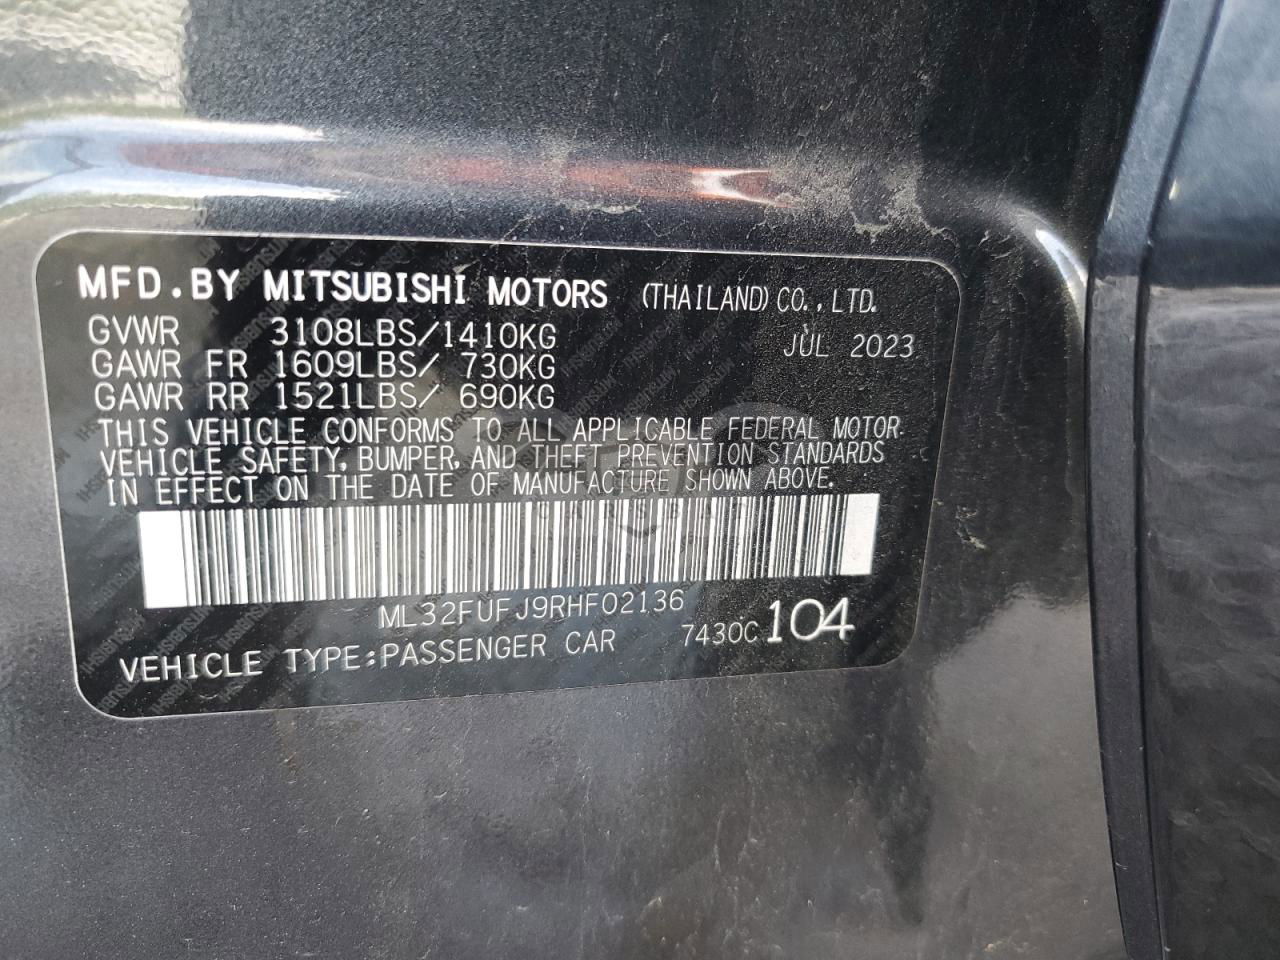 MFD.BY MITSUBISHI MOTORS (THAILAND) CO., LTD.
GVWR 3108LBS/1410KG JUL 2023
GAWR FR 1609LBS/ 730KG
GAWR RR 1521LBS/ 690KG
THIS VEHICLE CONFORMS TO ALL APPLICABLE FEDERAL MOTOR
VEHICLE SAFETY, BUMPER, AND THEFT PREVENTION STANDARDS
IN EFFECT ON THE DATE OF MANUFACTURE SHOWN ABOVE.
ML32FUFJ9RHF02136
VEHICLE TYPE:PASSENGER CAR 7430C 104